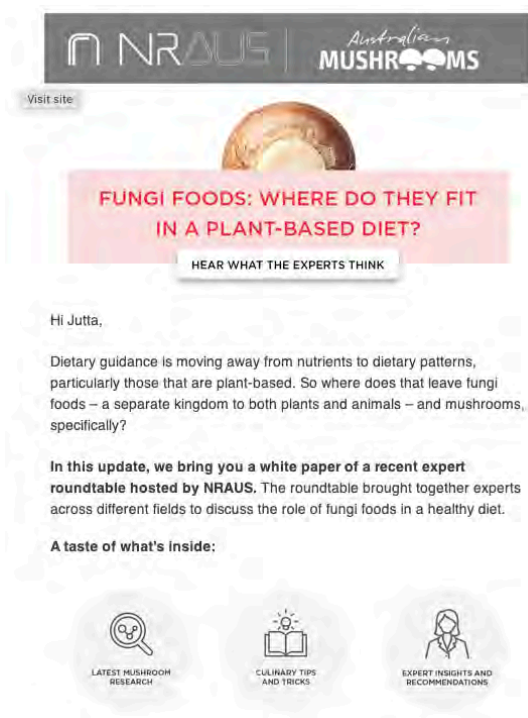 NRAUS
Australian
MUSHROOMS
Visit site
FUNGI FOODS: WHERE DO THEY FIT
IN A PLANT-BASED DIET?
HEAR WHAT THE EXPERTS THINK
Hi Jutta,
Dietary guidance is moving away from nutrients to dietary patterns,
particularly those that are plant-based. So where does that leave fungi
foods – a separate kingdom to both plants and animals – and mushrooms,
specifically?
In this update, we bring you a white paper of a recent expert
roundtable hosted by NRAUS. The roundtable brought together experts
across different fields to discuss the role of fungi foods in a healthy diet.
A taste of what's inside:
LATEST MUSHROOM
RESEARCH
CULINARY TIPS
AND TRICKS
EXPERT INSIGHTS AND
RECOMMENDATIONS